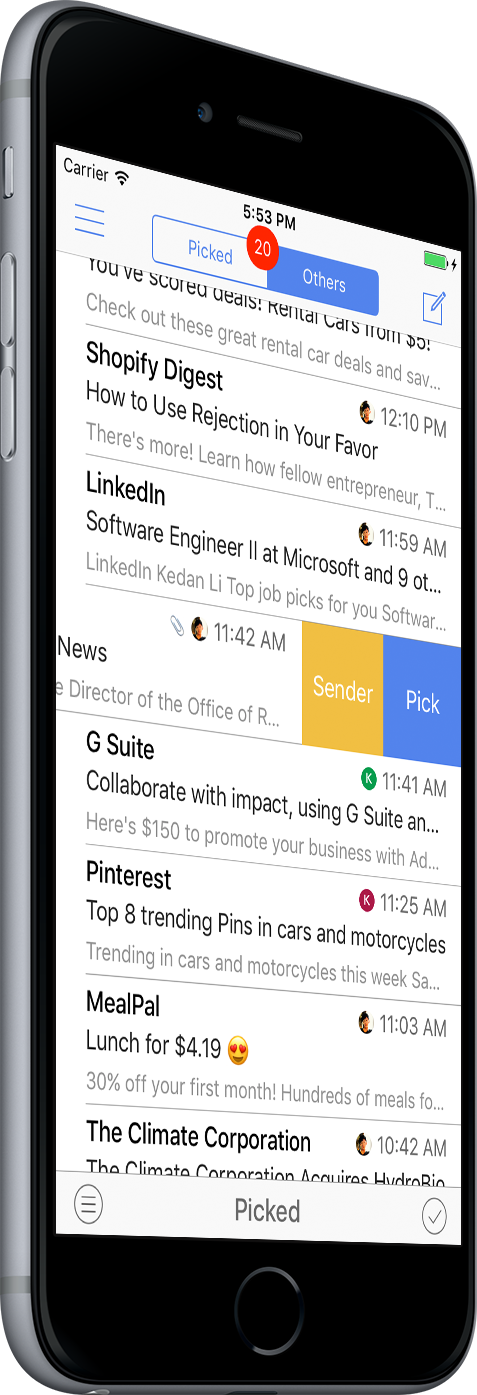 Carrier
5:53 PM
Picked
20
Others
You've scored deals! Rental Cars from $5!
Check out these great rental car deals and sav...
Shopify Digest
12:10 PM
How to Use Rejection in Your Favor
There's more! Learn how fellow entrepreneur, T...
LinkedIn
11:59 AM
Software Engineer II at Microsoft and 9 ot...
LinkedIn Kedan Li Top job picks for you Softwar...
11:42 AM
News
e Director of the Office of R...
Sender
Pick
G Suite
K 11:41 AM
Collaborate with impact, using G Suite an...
Here's $150 to promote your business with Ad...
Pinterest
K 11:25 AM
Top 8 trending Pins in cars and motorcycles
Trending in cars and motorcycles this week Sa...
MealPal
11:03 AM
Lunch for $4.19 😍
30% off your first month! Hundreds of meals fo...
The Climate Corporation
10:42 AM
The Climate Corporation Acquires HydroBio
Picked